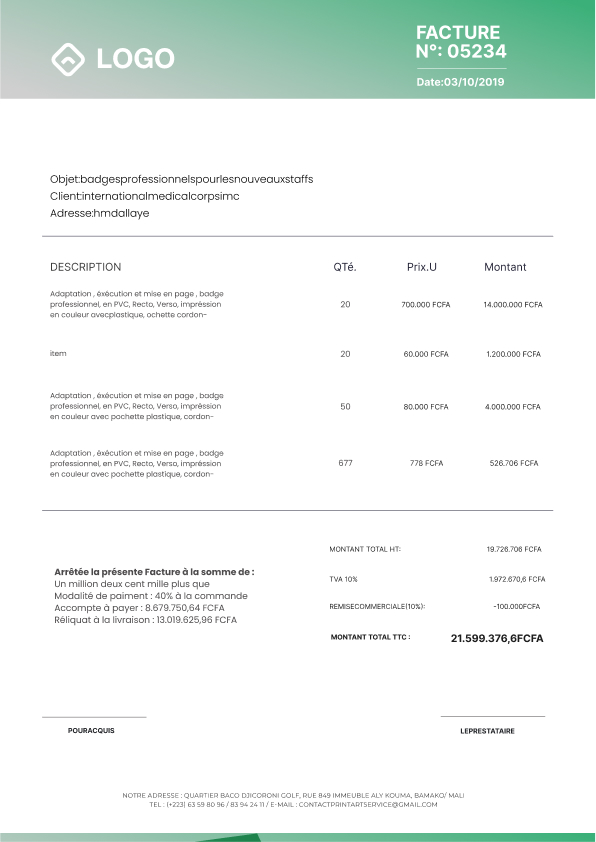 LOGO
FACTURE
N°: 05234
Date:03/10/2019
Objet:badgesprofessionnelspourlesnouveauxstaffs
Client:internationalmedicalcorpsimc
Adresse:hmdallaye
DESCRIPTION QTé. Prix.U Montant
Adaptation , éxécution et mise en page , badge
professionnel, en PVC, Recto, Verso, impréssion
en couleur avecplastique, ochette cordon-
20 700.000 FCFA 14.000.000 FCFA
item 20 60.000 FCFA 1.200.000 FCFA
Adaptation , éxécution et mise en page , badge
professionnel, en PVC, Recto, Verso, impréssion
en couleur avec pochette plastique, cordon-
50 80.000 FCFA 4.000.000 FCFA
Adaptation , éxécution et mise en page , badge
professionnel, en PVC, Recto, Verso, impréssion
en couleur avec pochette plastique, cordon-
677 778 FCFA 526.706 FCFA
MONTANT TOTAL HT: 19.726.706 FCFA
TVA 10% 1.972.670,6 FCFA
REMISECOMMERCIALE(10%): -100.000FCFA
MONTANT TOTAL TTC : 21.599.376,6FCFA
Arrêtée la présente Facture à la somme de :
Un million deux cent mille plus que
Modalité de paiment : 40% à la commande
Accompte à payer : 8.679.750,64 FCFA
Réliquat à la livraison : 13.019.625,96 FCFA
POURACQUIS
LEPRESTATAIRE
NOTRE ADRESSE : QUARTIER BACO DJICORONI GOLF, RUE 849 IMMEUBLE ALY KOUMA, BAMAKO/ MALI
TEL : (+223) 63 59 80 96 / 83 94 24 11 / E-MAIL : CONTACTPRINTARTSERVICE@GMAIL.COM